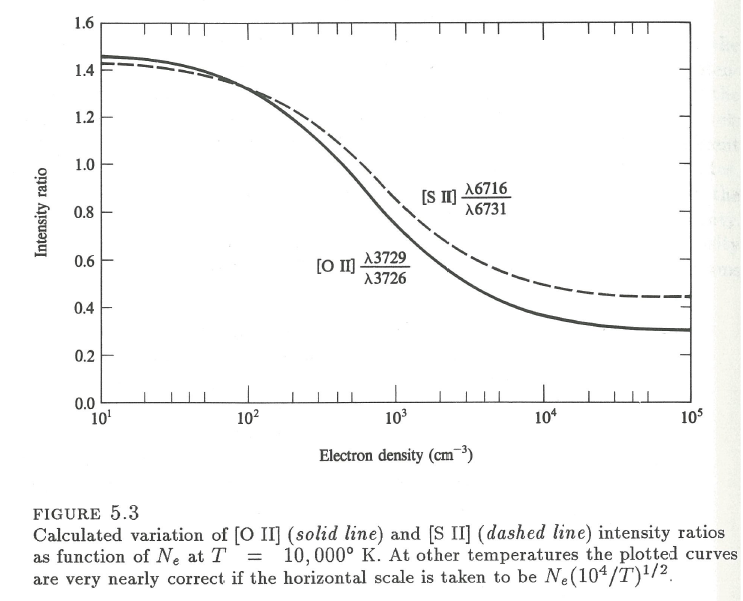 1.6
1.4
1.2
1.0
0.8
0.6
0.4
0.2
0.0
Intensity ratio
[S II] λ6716
λ6731
[O II] λ3729
λ3726
10¹
10²
10³
10⁴
10⁵
Electron density (cm⁻³)
FIGURE 5.3
Calculated variation of [O II] (solid line) and [S II] (dashed line) intensity ratios
as function of Nₑ at T = 10,000° K. At other temperatures the plotted curves
are very nearly correct if the horizontal scale is taken to be Nₑ(10⁴/T)¹/².